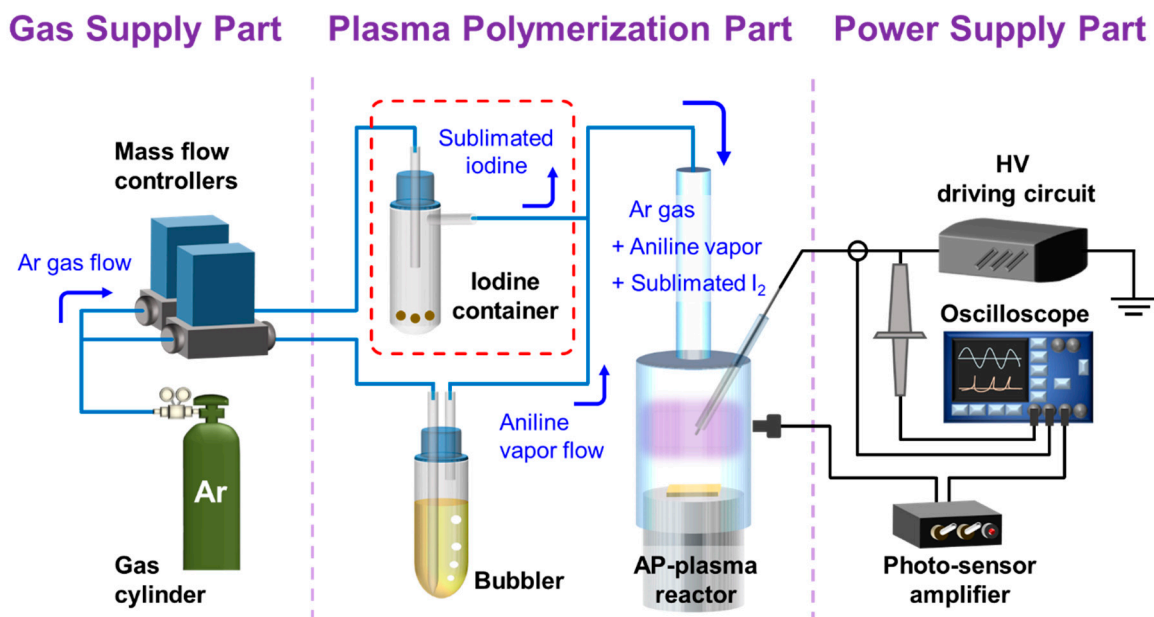 Gas Supply Part
Plasma Polymerization Part
Power Supply Part
Mass flow
controllers
Ar gas flow
Ar
Gas
cylinder
Sublimated
iodine
Iodine
container
Aniline
vapor flow
Bubbler
Ar gas
+ Aniline vapor
+ Sublimated I₂
AP-plasma
reactor
HV
driving circuit
Oscilloscope
Photo-sensor
amplifier